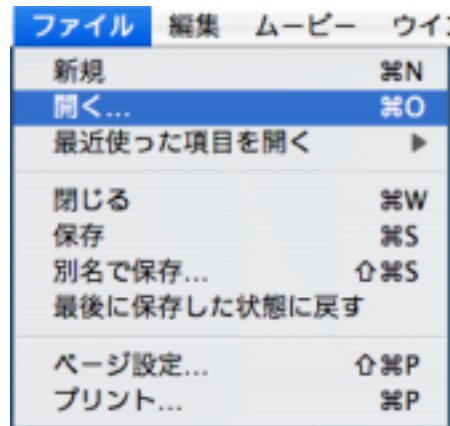 ファイル 編集 ムービー ウイ
新規 ⌘N
開く... ⌘O
最近使った項目を開く ▶
閉じる ⌘W
保存 ⌘S
別名で保存... ⇧⌘S
最後に保存した状態に戻す
ページ設定... ⇧⌘P
プリント... ⌘P